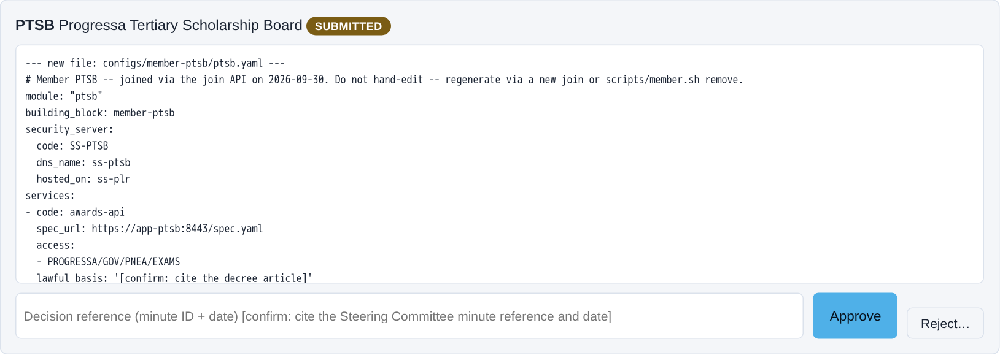 PTSB Progressa Tertiary Scholarship Board SUBMITTED
--- new file: configs/member-ptsb/ptsb.yaml ---
# Member PTSB -- joined via the join API on 2026-09-30. Do not hand-edit -- regenerate via a new join or scripts/member.sh remove.
module: "ptsb"
building_block: member-ptsb
security_server:
  code: SS-PTSB
  dns_name: ss-ptsb
  hosted_on: ss-plr
services:
- code: awards-api
  spec_url: https://app-ptsb:8443/spec.yaml
  access:
  - PROGRESSA/GOV/PNEA/EXAMS
  lawful_basis: '[confirm: cite the decree article]'
Decision reference (minute ID + date) [confirm: cite the Steering Committee minute reference and date]
Approve
Reject…